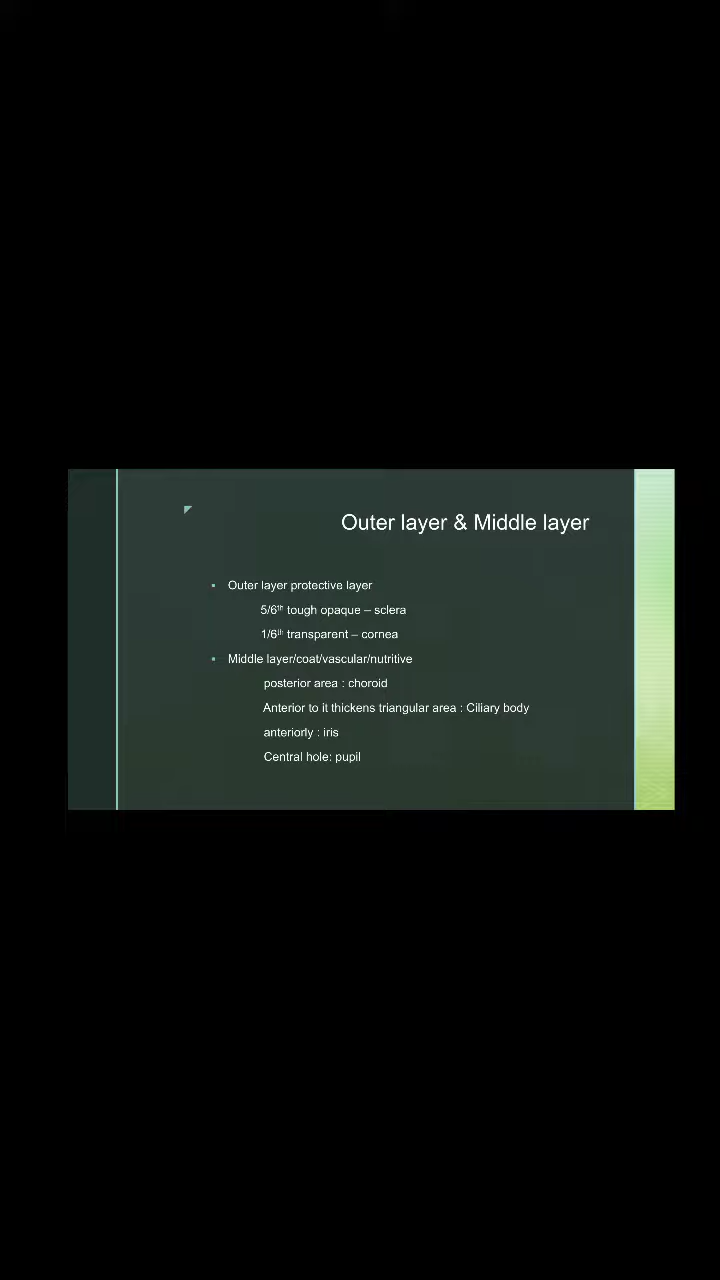 Outer layer & Middle layer
▪ Outer layer protective layer
5/6th tough opaque – sclera
1/6th transparent – cornea
▪ Middle layer/coat/vascular/nutritive
posterior area : choroid
Anterior to it thickens triangular area : Ciliary body
anteriorly : iris
Central hole: pupil